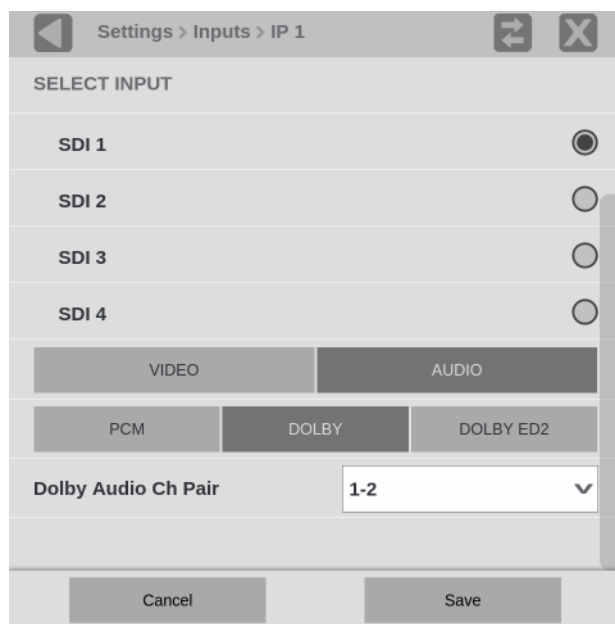 Settings > Inputs > IP 1
SELECT INPUT
SDI 1
SDI 2
SDI 3
SDI 4
VIDEO AUDIO
PCM DOLBY DOLBY ED2
Dolby Audio Ch Pair 1-2
Cancel Save